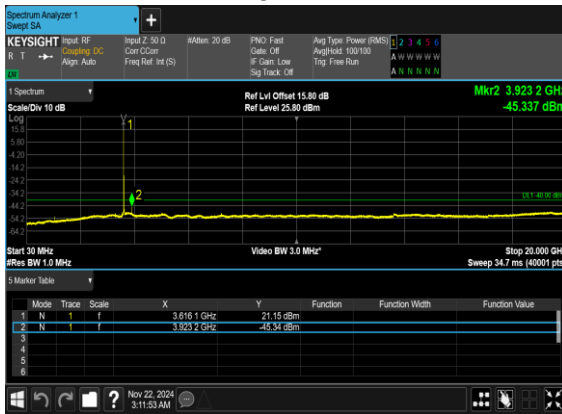 Spectrum Analyzer 1
Swept SA
KEYSIGHT Input: RF Input Z: 50 Ω #Atten: 20 dB PNO: Fast Avg Type: Power (RMS) 1 2 3 4 5 6
R T Coupling: DC Corr CCorr Gate: Off Avg|Hold: 100/100 A W W W W W
Align: Auto Freq Ref: Int (S) IF Gain: Low Trig: Free Run
Sig Track: Off A N N N N N
1 Spectrum Ref Lvl Offset 15.80 dB Mkr2 3.923 2 GHz
Scale/Div 10 dB Ref Level 25.80 dBm -45.337 dBm
Log
15.8
5.80
-4.20
-14.2
-24.2
-34.2
-44.2
-54.2
-64.2
1
2
DL1 -40.00 dBm
Start 30 MHz Video BW 3.0 MHz* Stop 20.000 GHz
#Res BW 1.0 MHz Sweep 34.7 ms (40001 pts)
5 Marker Table
Mode Trace Scale X Y Function Function Width Function Value
1 N 1 f 3.616 1 GHz 21.15 dBm
2 N 1 f 3.923 2 GHz -45.34 dBm
3
4
5
6
? Nov 22, 2024
3:11:53 AM